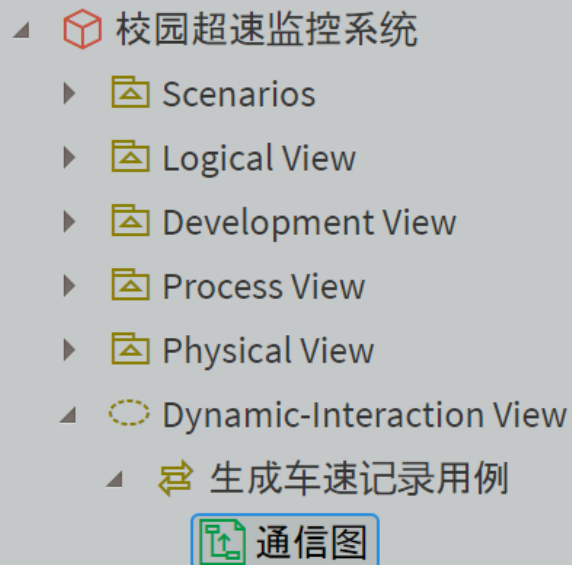 校园超速监控系统
Scenarios
Logical View
Development View
Process View
Physical View
Dynamic-Interaction View
生成车速记录用例
通信图